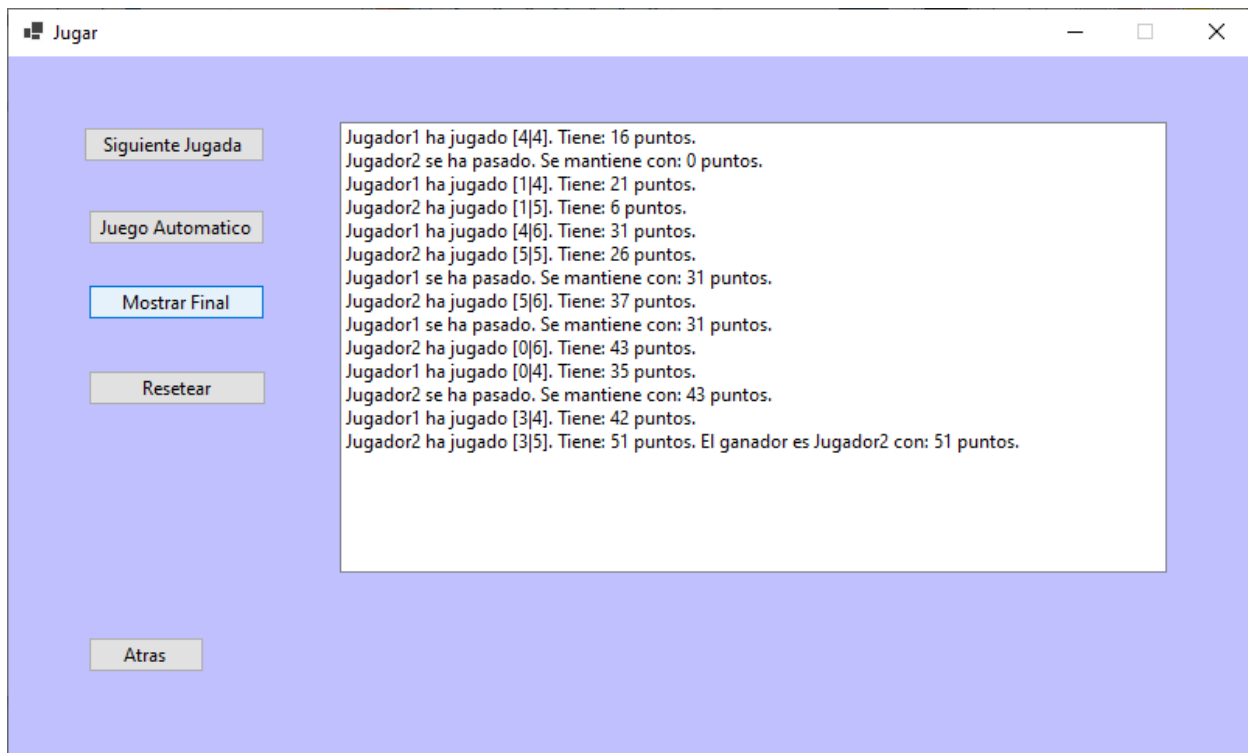 Jugar
Siguiente Jugada
Juego Automatico
Mostrar Final
Resetear
Atras
Jugador1 ha jugado [4|4]. Tiene: 16 puntos.
Jugador2 se ha pasado. Se mantiene con: 0 puntos.
Jugador1 ha jugado [1|4]. Tiene: 21 puntos.
Jugador2 ha jugado [1|5]. Tiene: 6 puntos.
Jugador1 ha jugado [4|6]. Tiene: 31 puntos.
Jugador2 ha jugado [5|5]. Tiene: 26 puntos.
Jugador1 se ha pasado. Se mantiene con: 31 puntos.
Jugador2 ha jugado [5|6]. Tiene: 37 puntos.
Jugador1 se ha pasado. Se mantiene con: 31 puntos.
Jugador2 ha jugado [0|6]. Tiene: 43 puntos.
Jugador1 ha jugado [0|4]. Tiene: 35 puntos.
Jugador2 se ha pasado. Se mantiene con: 43 puntos.
Jugador1 ha jugado [3|4]. Tiene: 42 puntos.
Jugador2 ha jugado [3|5]. Tiene: 51 puntos. El ganador es Jugador2 con: 51 puntos.